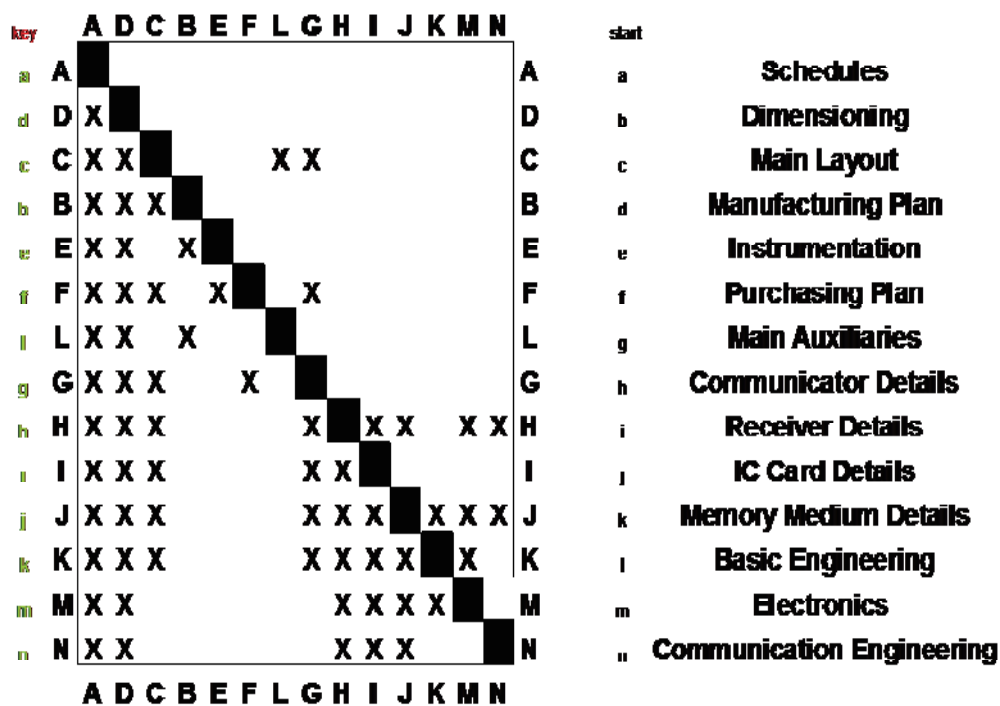 key A D C B E F L G H I J K M N start
a A A a Schedules
d D X D b Dimensioning
c C X X X X C c Main Layout
b B X X X B d Manufacturing Plan
e E X X X E e Instrumentation
f F X X X X X F f Purchasing Plan
l L X X X L g Main Auxiliaries
g G X X X X G h Communicator Details
h H X X X X X X X X H i Receiver Details
i I X X X X X I j IC Card Details
j J X X X X X X X X X J k Memory Medium Details
k K X X X X X X X X K l Basic Engineering
m M X X X X X X M m Electronics
n N X X X X X N n Communication Engineering
A D C B E F L G H I J K M N